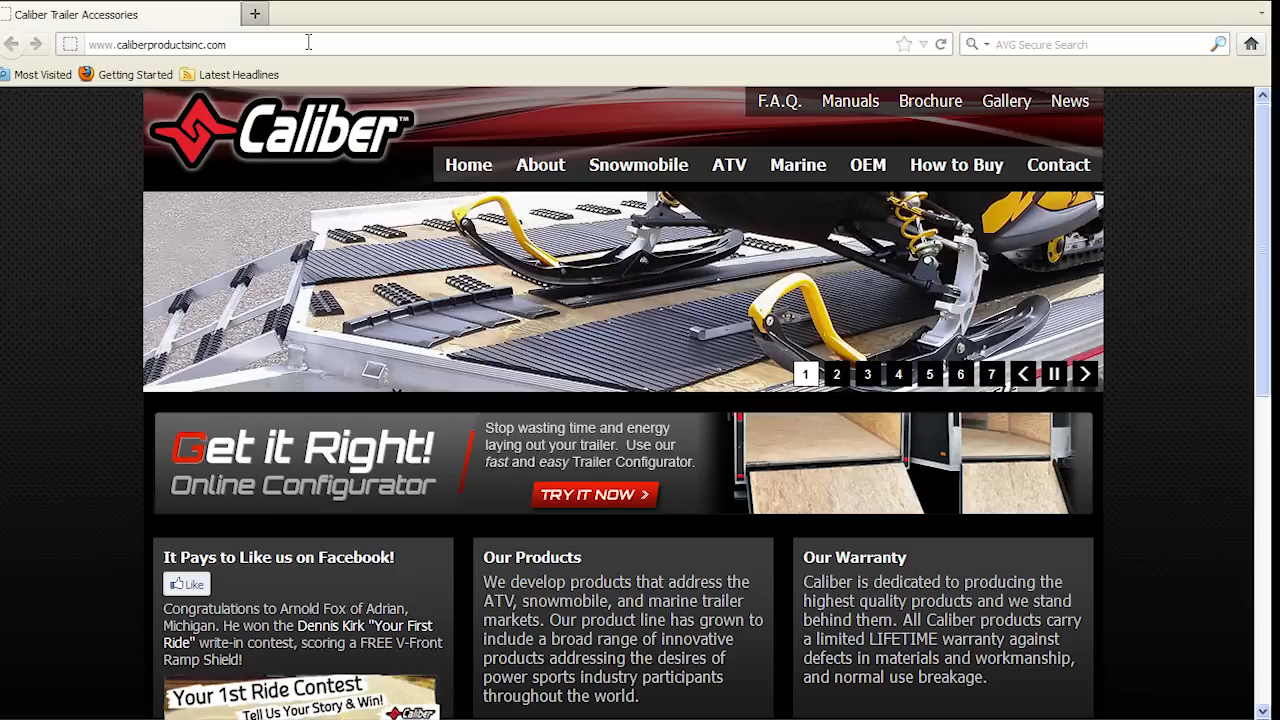 Caliber Trailer Accessories
www.caliberproductsinc.com
AVG Secure Search
Most Visited Getting Started Latest Headlines
F.A.Q. Manuals Brochure Gallery News
Caliber™
Home About Snowmobile ATV Marine OEM How to Buy Contact
1 2 3 4 5 6 7
Get it Right!
Online Configurator
Stop wasting time and energy
laying out your trailer. Use our
fast and easy Trailer Configurator.
TRY IT NOW >
It Pays to Like us on Facebook!
Like
Congratulations to Arnold Fox of Adrian,
Michigan. He won the Dennis Kirk "Your First
Ride" write-in contest, scoring a FREE V-Front
Ramp Shield!
Your 1st Ride Contest
Tell Us Your Story & Win!
Caliber
Our Products
We develop products that address the
ATV, snowmobile, and marine trailer
markets. Our product line has grown to
include a broad range of innovative
products addressing the desires of
power sports industry participants
throughout the world.
Our Warranty
Caliber is dedicated to producing the
highest quality products and we stand
behind them. All Caliber products carry
a limited LIFETIME warranty against
defects in materials and workmanship,
and normal use breakage.